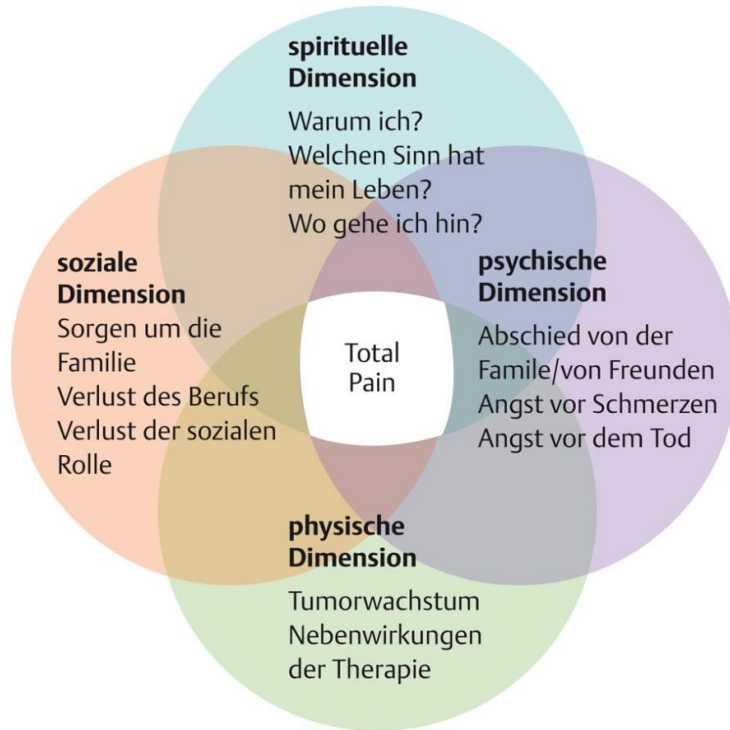 spirituelle
Dimension
Warum ich?
Welchen Sinn hat
mein Leben?
Wo gehe ich hin?
soziale
Dimension
Sorgen um die
Familie
Verlust des Berufs
Verlust der sozialen
Rolle
Total
Pain
psychische
Dimension
Abschied von der
Famile/von Freunden
Angst vor Schmerzen
Angst vor dem Tod
physische
Dimension
Tumorwachstum
Nebenwirkungen
der Therapie